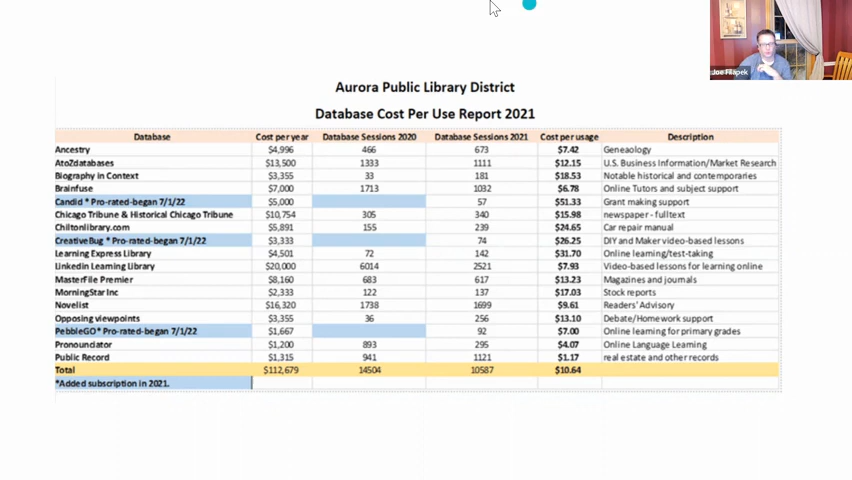 Joe Filapek
Aurora Public Library District
Database Cost Per Use Report 2021
Database Cost per year Database Sessions 2020 Database Sessions 2021 Cost per usage Description
Ancestry $4,996 466 673 $7.42 Geneaology
AtoZdatabases $13,500 1333 1111 $12.15 U.S. Business Information/Market Research
Biography in Context $3,355 33 181 $18.53 Notable historical and contemporaries
Brainfuse $7,000 1713 1032 $6.78 Online Tutors and subject support
Candid * Pro-rated-began 7/1/22 $5,000 57 $51.33 Grant making support
Chicago Tribune & Historical Chicago Tribune $10,754 305 340 $15.98 newspaper - fulltext
Chiltonlibrary.com $5,891 155 239 $24.65 Car repair manual
CreativeBug * Pro-rated-began 7/1/22 $3,333 74 $26.25 DIY and Maker video-based lessons
Learning Express Library $4,501 72 142 $31.70 Online learning/test-taking
Linkedin Learning Library $20,000 6014 2521 $7.93 Video-based lessons for learning online
MasterFile Premier $8,160 683 617 $13.23 Magazines and journals
MorningStar Inc $2,333 122 137 $17.03 Stock reports
Novelist $16,320 1738 1699 $9.61 Readers' Advisory
Opposing viewpoints $3,355 36 256 $13.10 Debate/Homework support
PebbleGO * Pro-rated-began 7/1/22 $1,667 92 $7.00 Online learning for primary grades
Pronounciator $1,200 893 295 $4.07 Online Language Learning
Public Record $1,315 941 1121 $1.17 real estate and other records
Total $112,679 14504 10587 $10.64
*Added subscription in 2021.